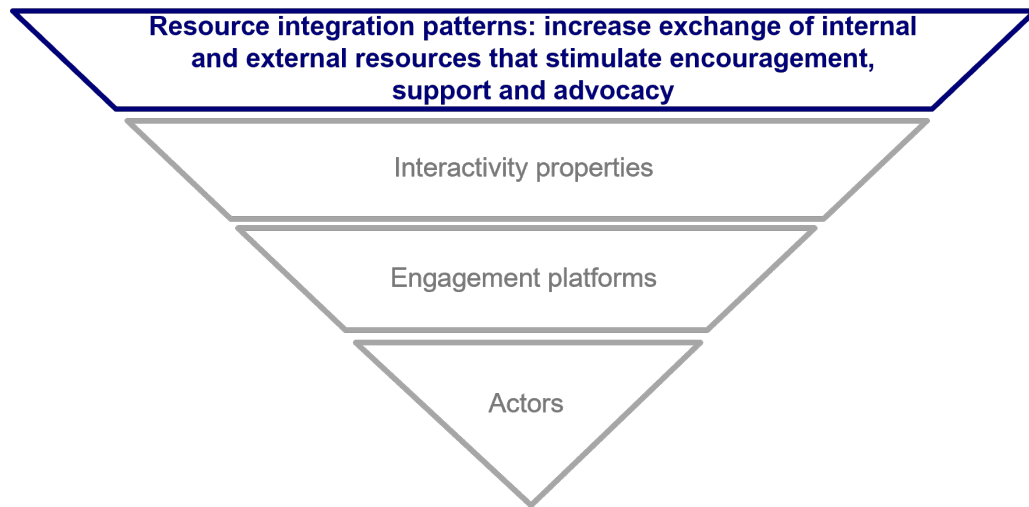 Resource integration patterns: increase exchange of internal
and external resources that stimulate encouragement,
support and advocacy
Interactivity properties
Engagement platforms
Actors